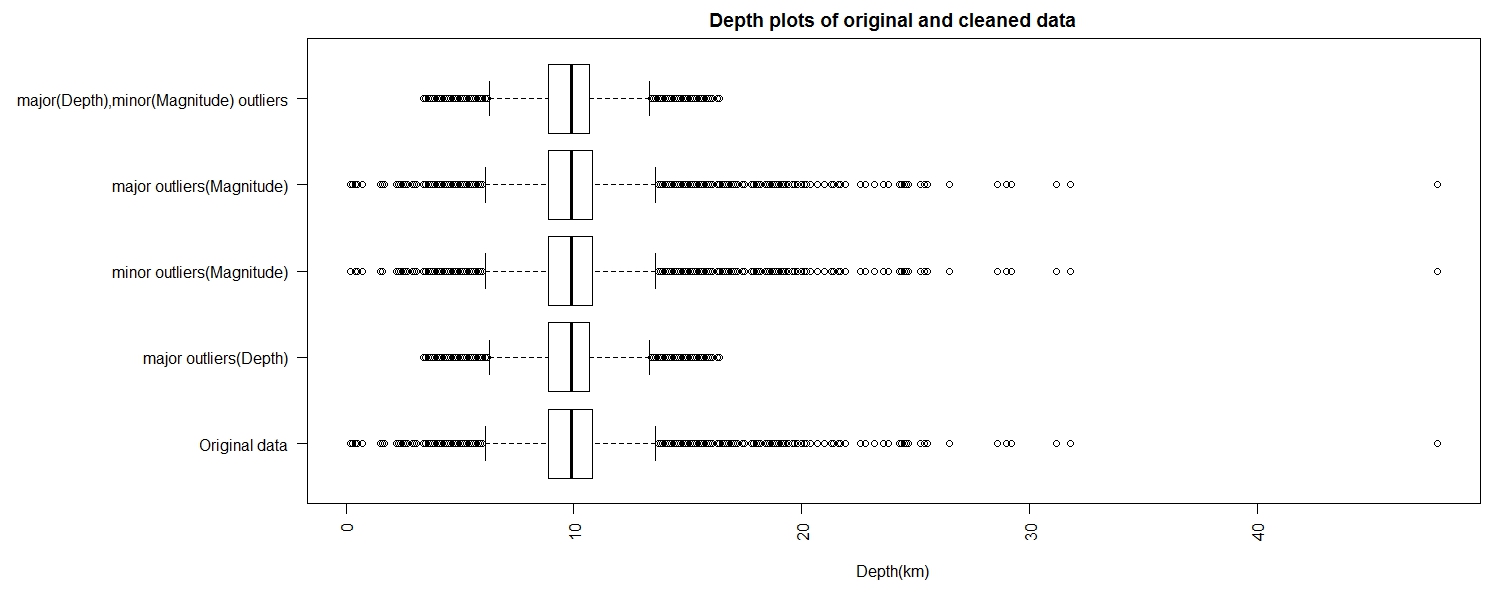 Depth plots of original and cleaned data
major(Depth),minor(Magnitude) outliers
major outliers(Magnitude)
minor outliers(Magnitude)
major outliers(Depth)
Original data
0 10 20 30 40
Depth(km)